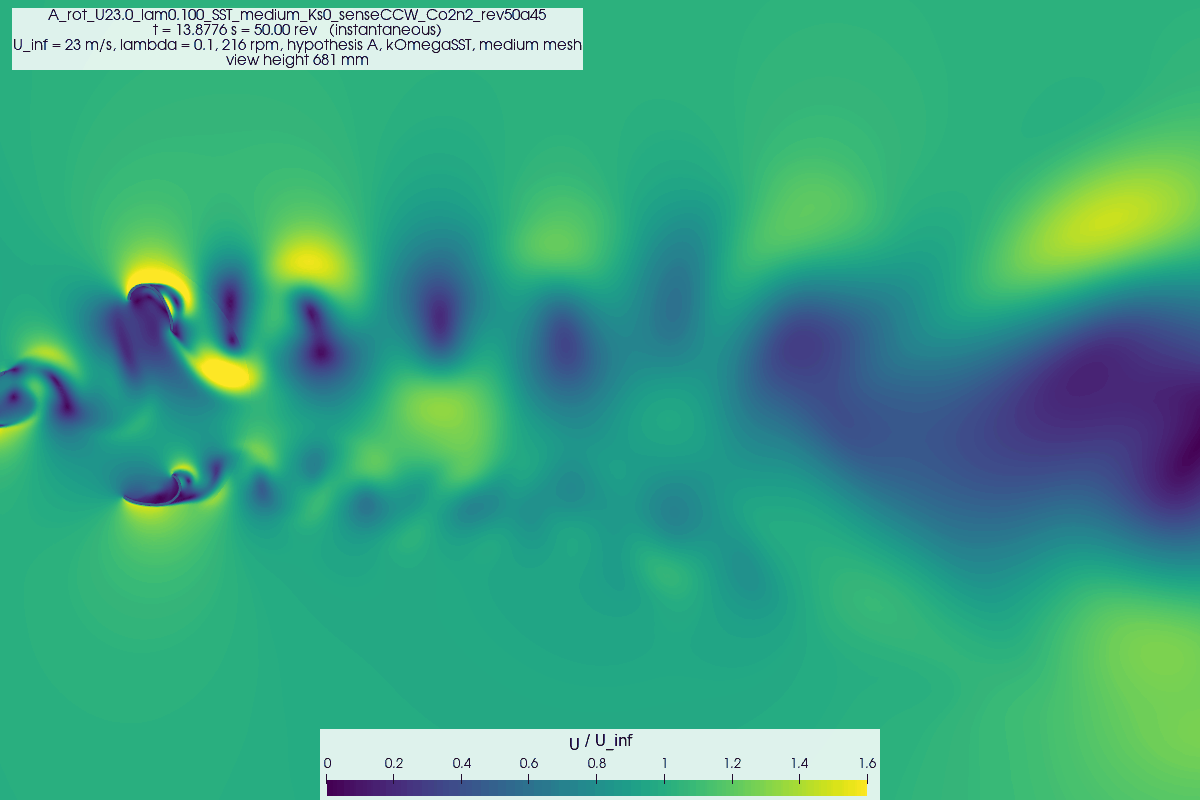 A_rot_U23.0_lam0.100_SST_medium_Ks0_senseCCW_Co2n2_rev50a45
t = 13.8776 s = 50.00 rev (instantaneous)
U_inf = 23 m/s, lambda = 0.1, 216 rpm, hypothesis A, kOmegaSST, medium mesh
view height 681 mm
U / U_inf
0 0.2 0.4 0.6 0.8 1 1.2 1.4 1.6